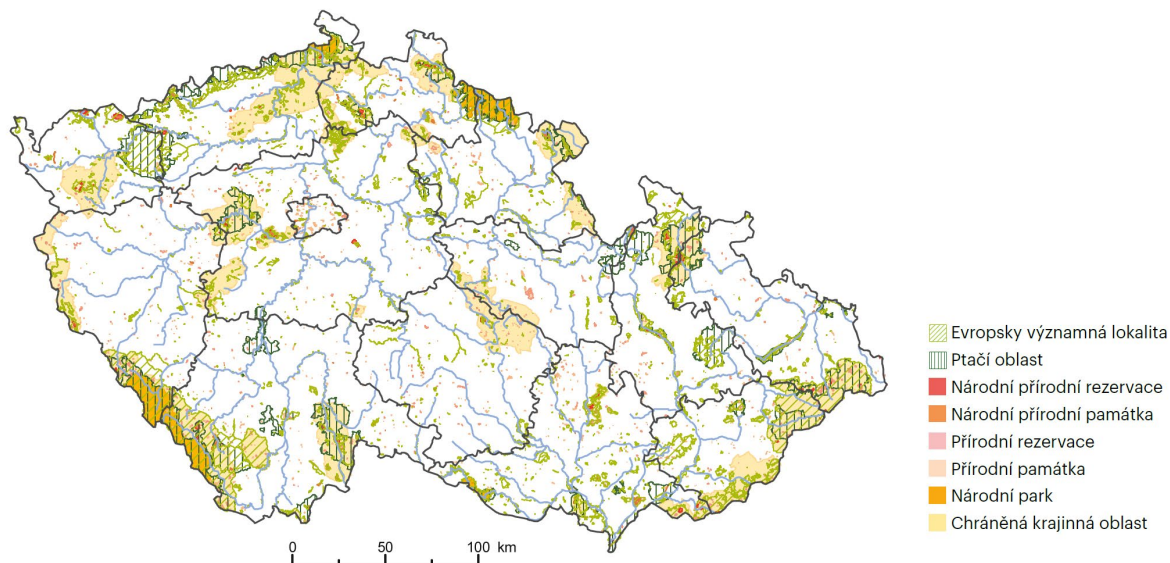 Evropsky významná lokalita
Ptačí oblast
Národní přírodní rezervace
Národní přírodní památka
Přírodní rezervace
Přírodní památka
Národní park
Chráněná krajinná oblast
0 50 100 km